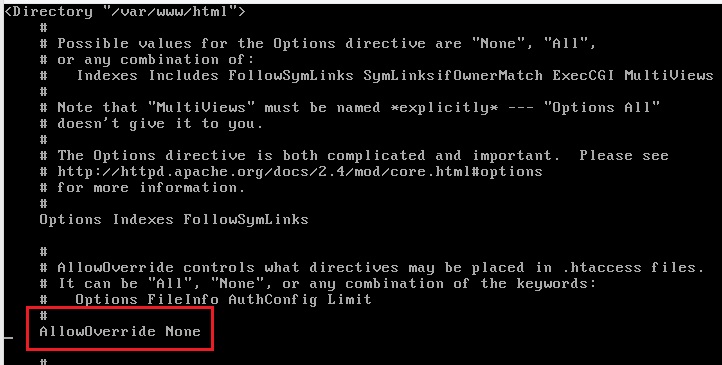 <Directory "/var/www/html">
#
# Possible values for the Options directive are "None", "All",
# or any combination of:
#   Indexes Includes FollowSymLinks SymLinksifOwnerMatch ExecCGI MultiViews
#
# Note that "MultiViews" must be named *explicitly* --- "Options All"
# doesn't give it to you.
#
# The Options directive is both complicated and important.  Please see
# http://httpd.apache.org/docs/2.4/mod/core.html#options
# for more information.
#
Options Indexes FollowSymLinks
#
# AllowOverride controls what directives may be placed in .htaccess files.
# It can be "All", "None", or any combination of the keywords:
#   Options FileInfo AuthConfig Limit
#
AllowOverride None
#